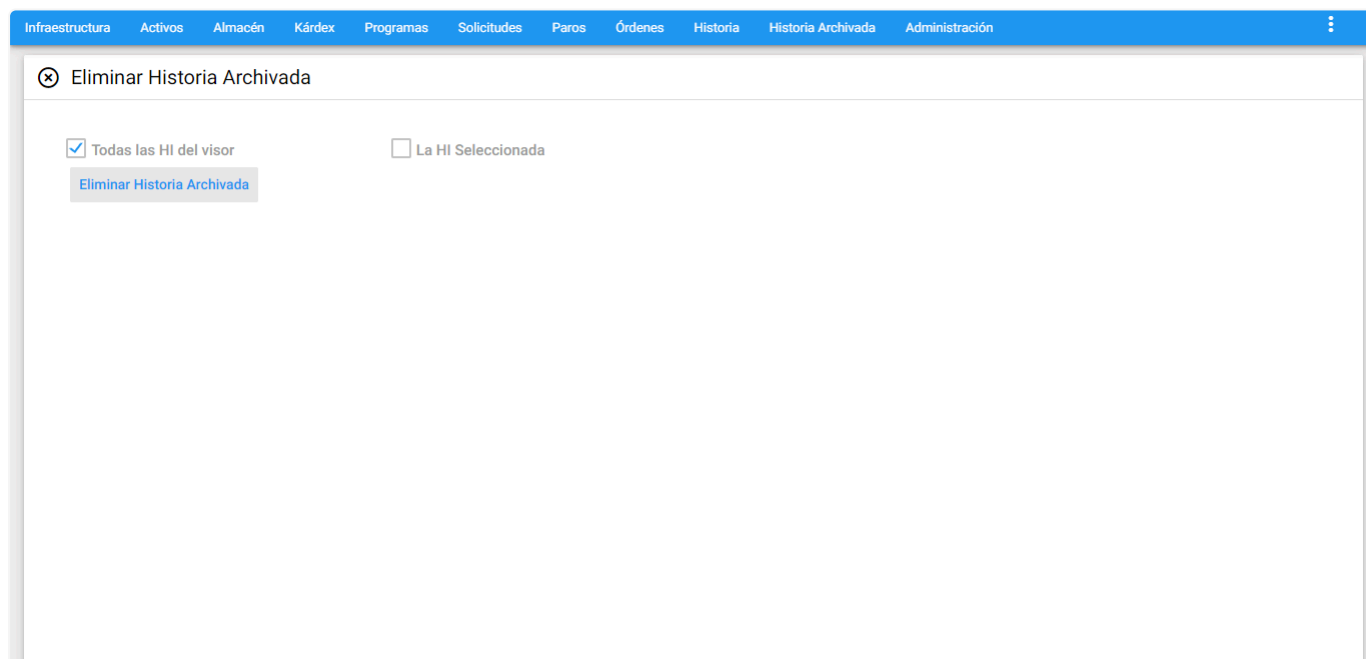 Infraestructura Activos Almacén Kárdex Programas Solicitudes Paros Órdenes Historia Historia Archivada Administración
Eliminar Historia Archivada
Todas las HI del visor La HI Seleccionada
Eliminar Historia Archivada